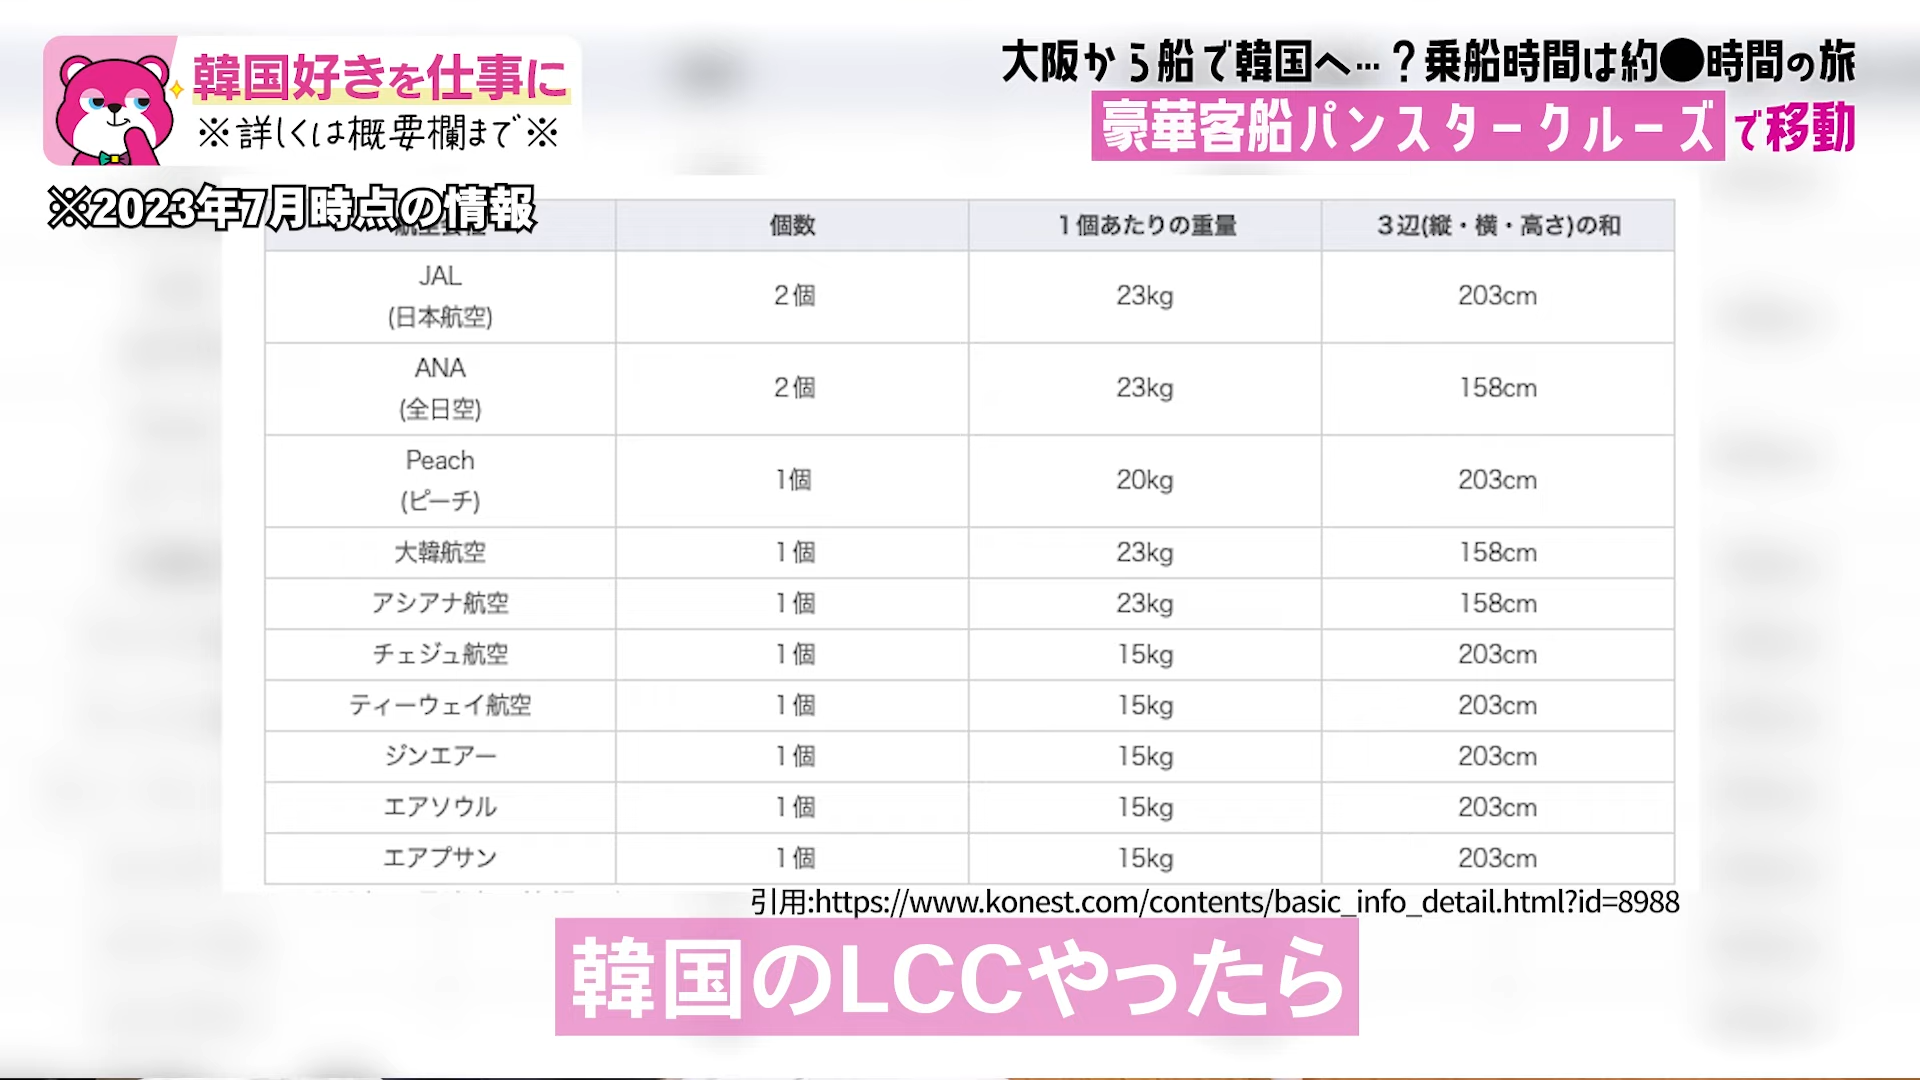 韓国好きを仕事に
※詳しくは概要欄まで※
大阪から船で韓国へ…？乗船時間は約●時間の旅
豪華客船パンスタークルーズで移動
※2023年7月時点の情報
個数 1個あたりの重量 3辺(縦・横・高さ)の和
JAL
(日本航空) 2個 23kg 203cm
ANA
(全日空) 2個 23kg 158cm
Peach
(ピーチ) 1個 20kg 203cm
大韓航空 1個 23kg 158cm
アシアナ航空 1個 23kg 158cm
チェジュ航空 1個 15kg 203cm
ティーウェイ航空 1個 15kg 203cm
ジンエアー 1個 15kg 203cm
エアソウル 1個 15kg 203cm
エアプサン 1個 15kg 203cm
引用:https://www.konest.com/contents/basic_info_detail.html?id=8988
韓国のLCCやったら